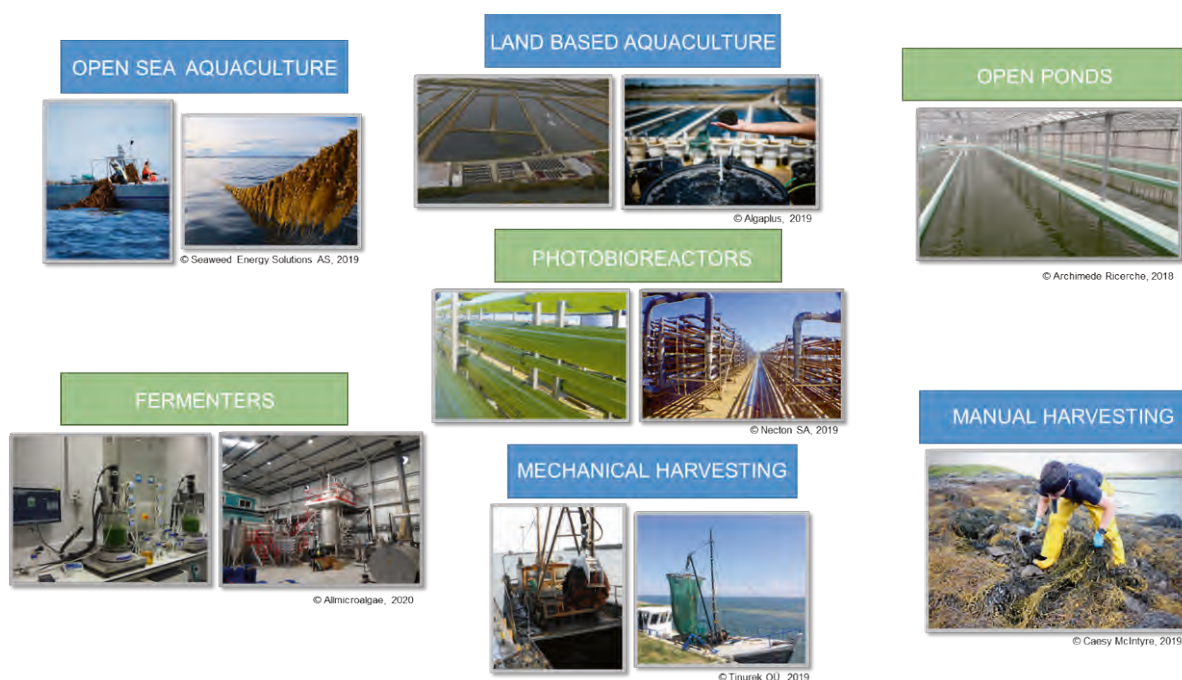 OPEN SEA AQUACULTURE
© Seaweed Energy Solutions AS, 2019
LAND BASED AQUACULTURE
© Algaplus, 2019
OPEN PONDS
© Archimede Ricerche, 2018
PHOTOBIOREACTORS
© Necton SA, 2019
FERMENTERS
© Allmicroalgae, 2020
MECHANICAL HARVESTING
© Tinurek OÜ, 2019
MANUAL HARVESTING
© Caesy McIntyre, 2019